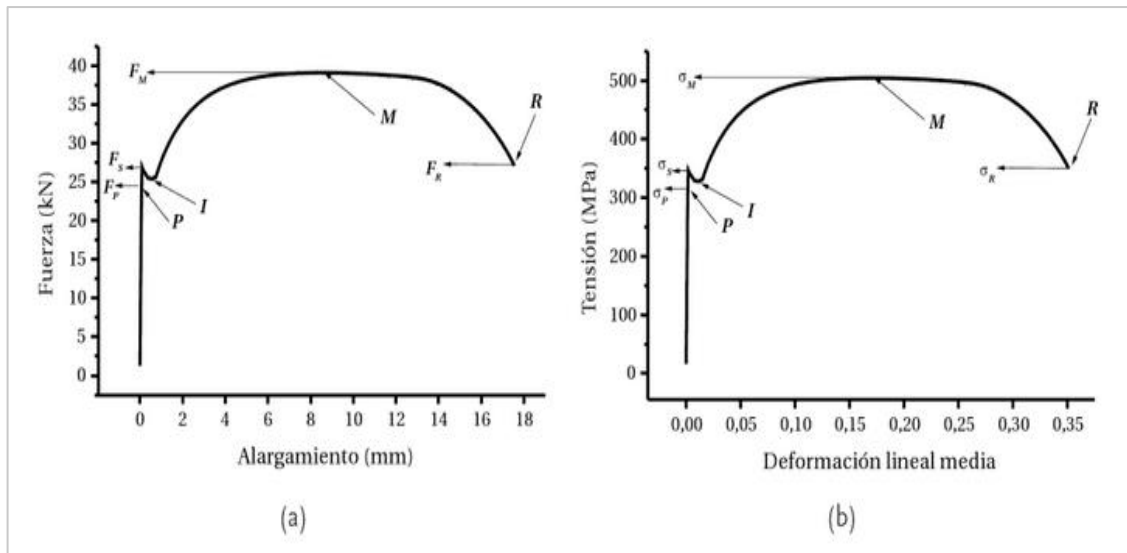 40
35
30
25
20
15
10
5
0
Fuerza (kN)
F_M
F_S
F_P
F_R
M
R
I
P
0 2 4 6 8 10 12 14 16 18
Alargamiento (mm)
(a)
500
400
300
200
100
0
Tensión (MPa)
σ_M
σ_S
σ_P
σ_R
M
R
I
P
0,00 0,05 0,10 0,15 0,20 0,25 0,30 0,35
Deformación lineal media
(b)